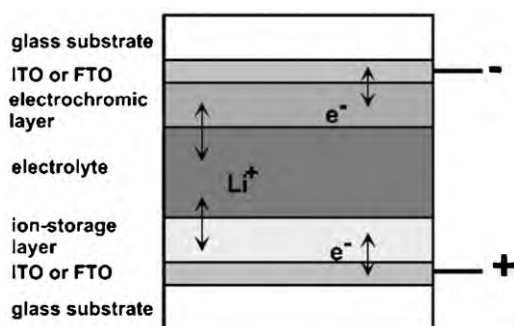 glass substrate
ITO or FTO
-
electrochromic
layer
e-
electrolyte
Li+
ion-storage
layer
e-
ITO or FTO
+
glass substrate